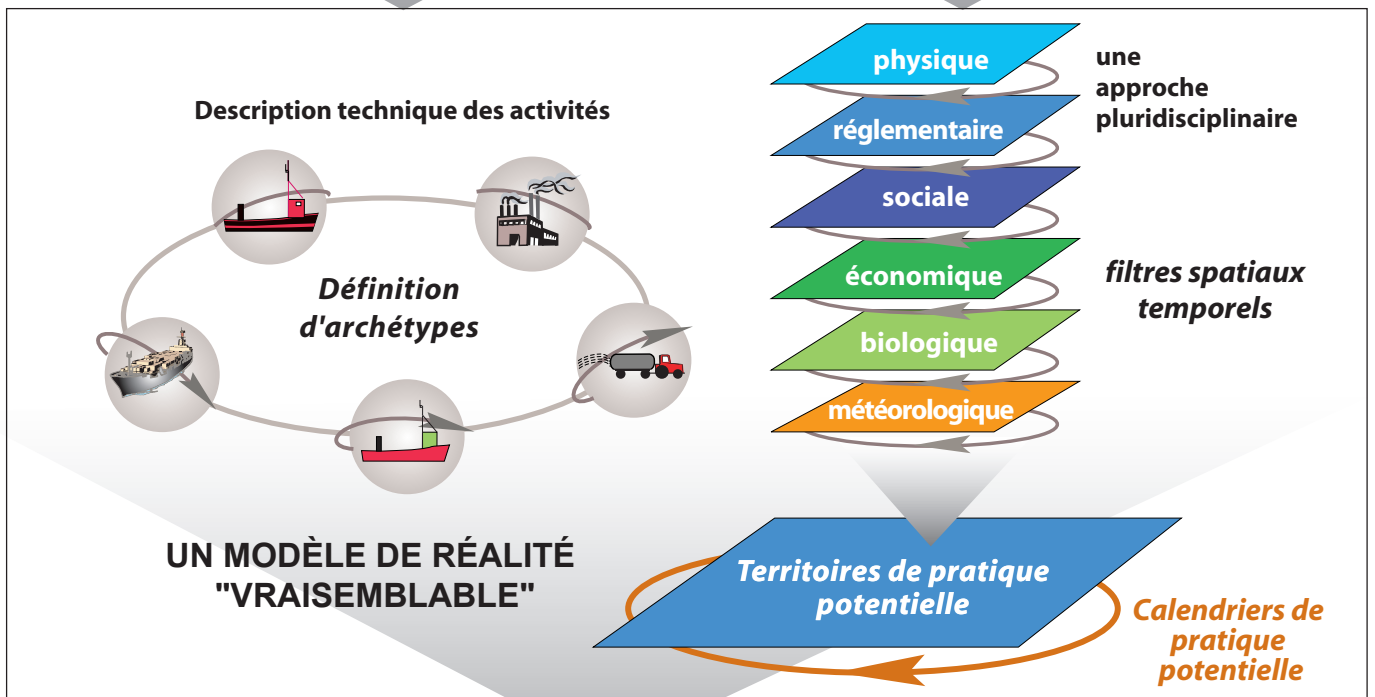 Description technique des activités
Définition
d'archétypes
UN MODÈLE DE RÉALITÉ
"VRAISEMBLABLE"
physique
réglementaire
sociale
économique
biologique
météorologique
une
approche
pluridisciplinaire
filtres spatiaux
temporels
Territoires de pratique
potentielle
Calendriers de
pratique
potentielle